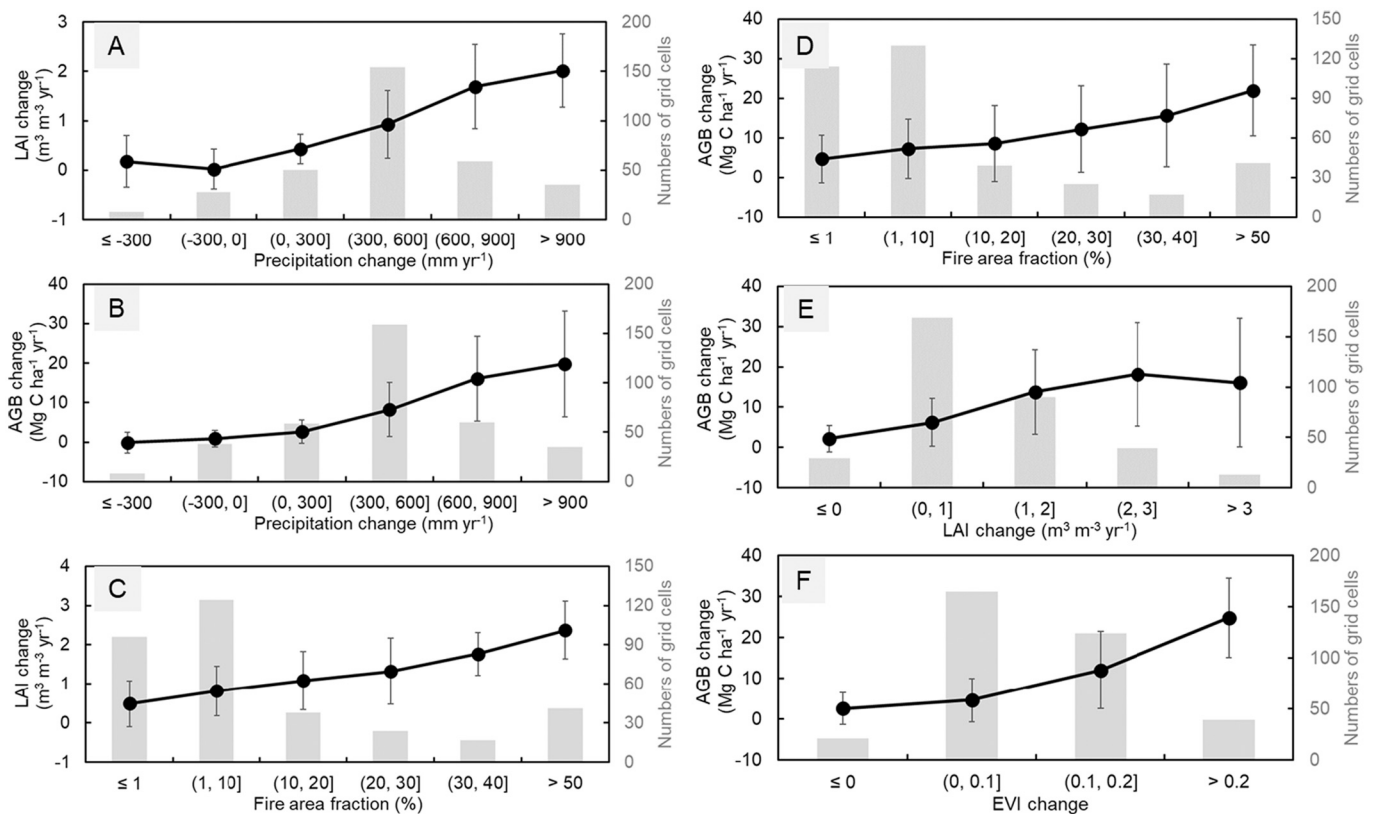 A
LAI change
(m³ m⁻³ yr⁻¹)
3
2
1
0
-1
200
150
100
50
0
Numbers of grid cells
≤ -300 (-300, 0] (0, 300] (300, 600] (600, 900] > 900
Precipitation change (mm yr⁻¹)
B
AGB change
(Mg C ha⁻¹ yr⁻¹)
40
30
20
10
0
-10
200
150
100
50
0
Numbers of grid cells
≤ -300 (-300, 0] (0, 300] (300, 600] (600, 900] > 900
Precipitation change (mm yr⁻¹)
C
LAI change
(m³ m⁻³ yr⁻¹)
4
3
2
1
0
-1
150
120
90
60
30
0
Numbers of grid cells
≤ 1 (1, 10] (10, 20] (20, 30] (30, 40] > 50
Fire area fraction (%)
D
AGB change
(Mg C ha⁻¹ yr⁻¹)
40
30
20
10
0
-10
150
120
90
60
30
0
Numbers of grid cells
≤ 1 (1, 10] (10, 20] (20, 30] (30, 40] > 50
Fire area fraction (%)
E
AGB change
(Mg C ha⁻¹ yr⁻¹)
40
30
20
10
0
-10
200
150
100
50
0
Numbers of grid cells
≤ 0 (0, 1] (1, 2] (2, 3] > 3
LAI change (m³ m⁻³ yr⁻¹)
F
AGB change
(Mg C ha⁻¹ yr⁻¹)
40
30
20
10
0
-10
200
150
100
50
0
Numbers of grid cells
≤ 0 (0, 0.1] (0.1, 0.2] > 0.2
EVI change